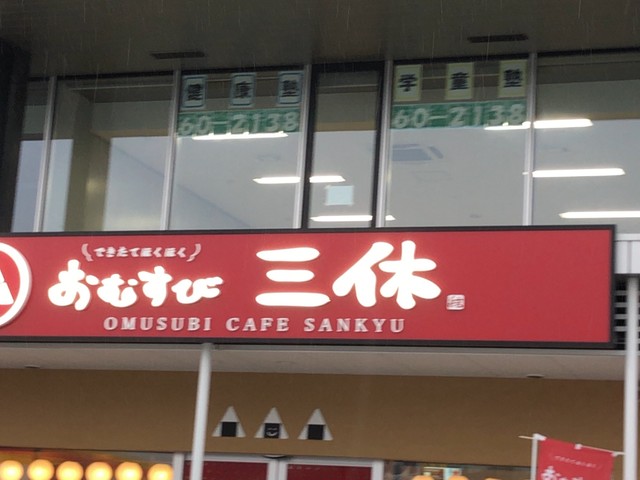 健康塾
学童塾
60-2138
60-2138
できたてほくほく
おむすび 三休
OMUSUBI CAFE SANKYU